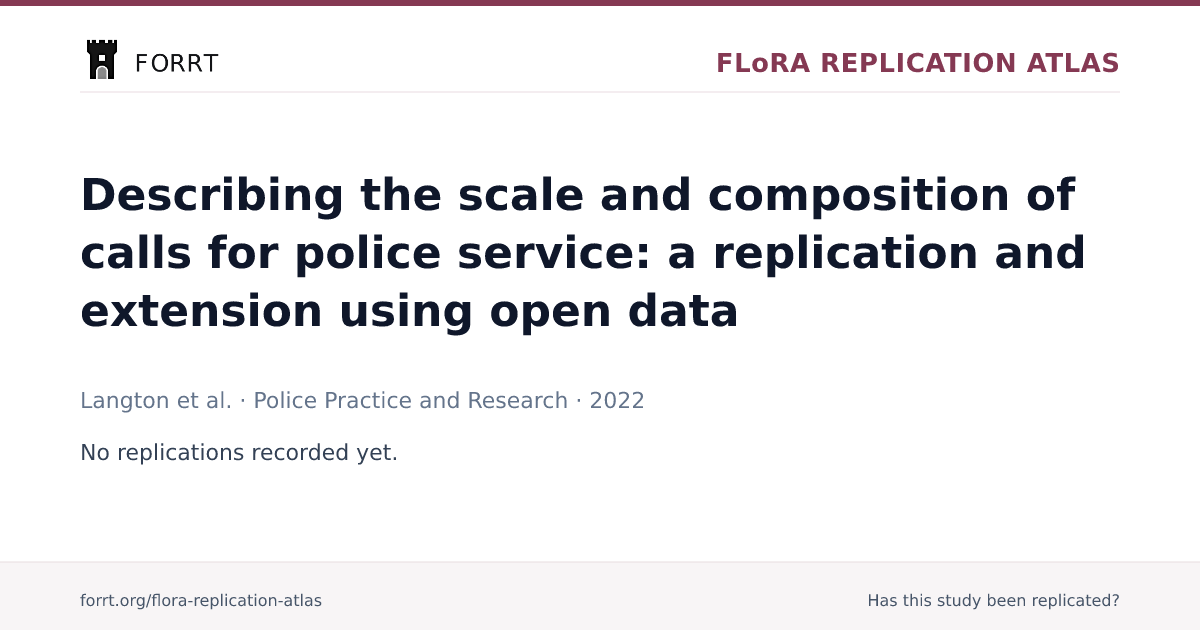 FORRT
FLoRA REPLICATION ATLAS
Describing the scale and composition of
calls for police service: a replication and
extension using open data
Langton et al. · Police Practice and Research · 2022
No replications recorded yet.
forrt.org/flora-replication-atlas
Has this study been replicated?